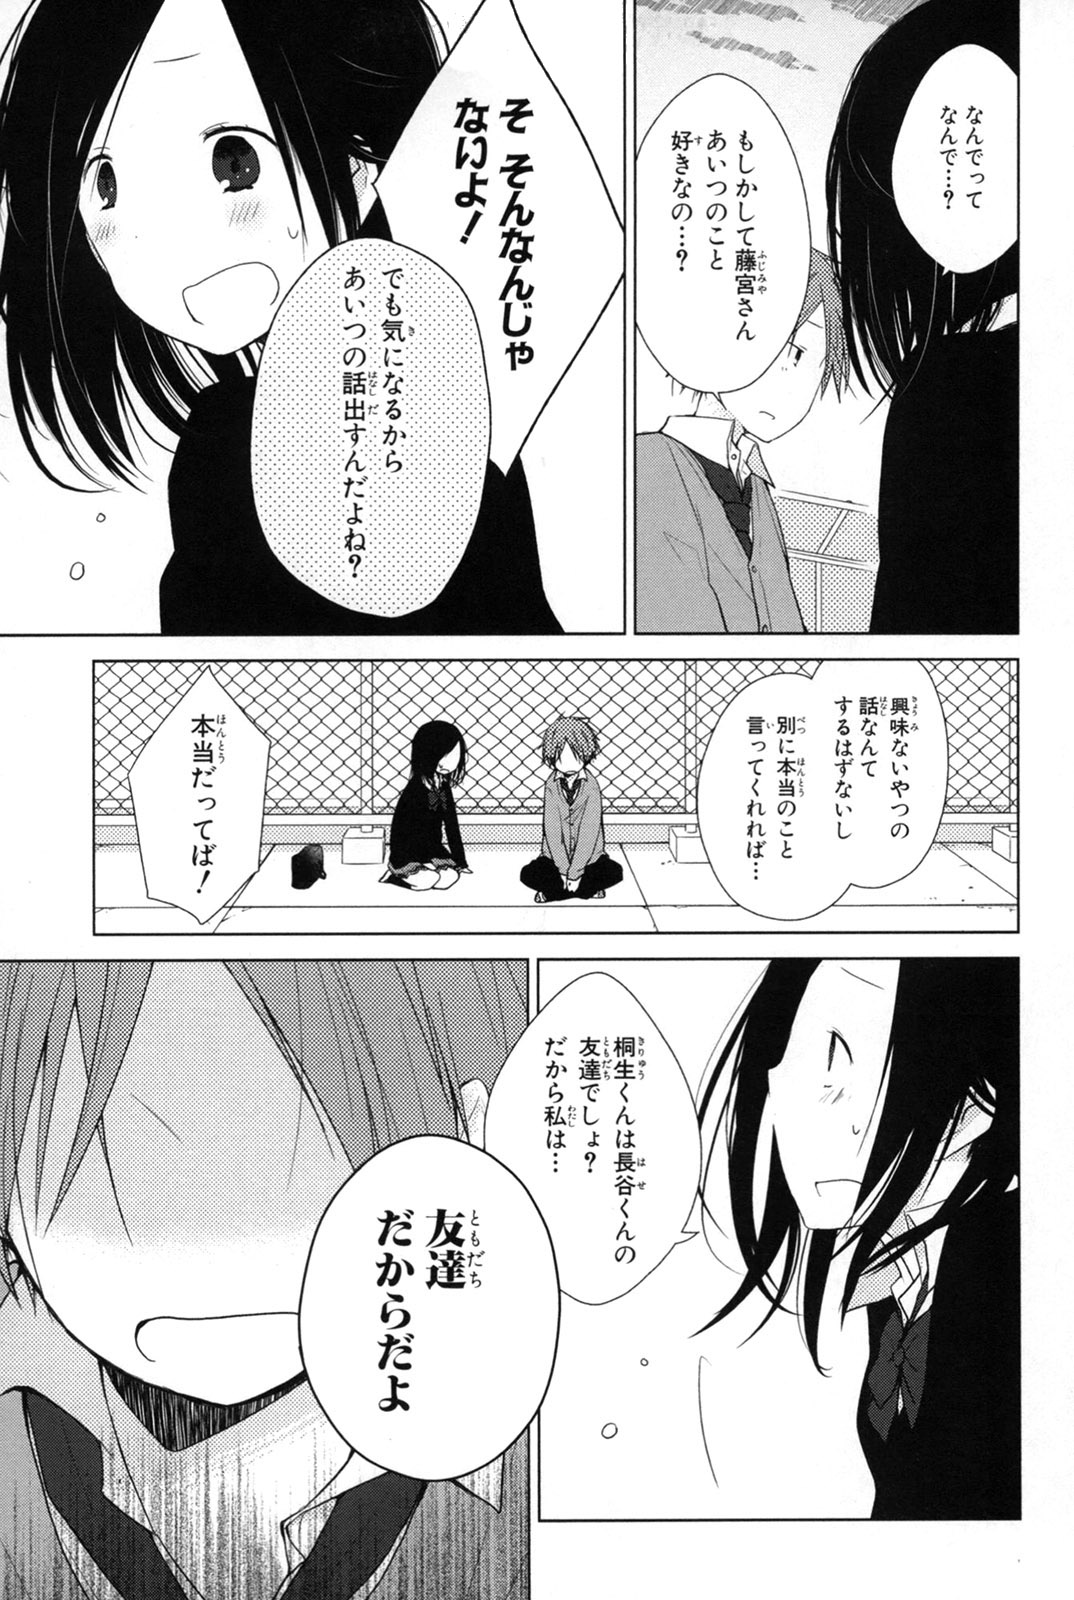 なんでって
なんで…?
もしかして藤宮さん
あいつのこと
好きなの…?
そ そんなんじゃ
ないよ!
でも気になるから
あいつの話出すんだよね?
興味ないやつの
話なんて
するはずないし
別に本当のこと
言ってくれれば…
本当だってば!
桐生くんは長谷くんの
友達でしょ?
だから私は…
友達
だからだよ